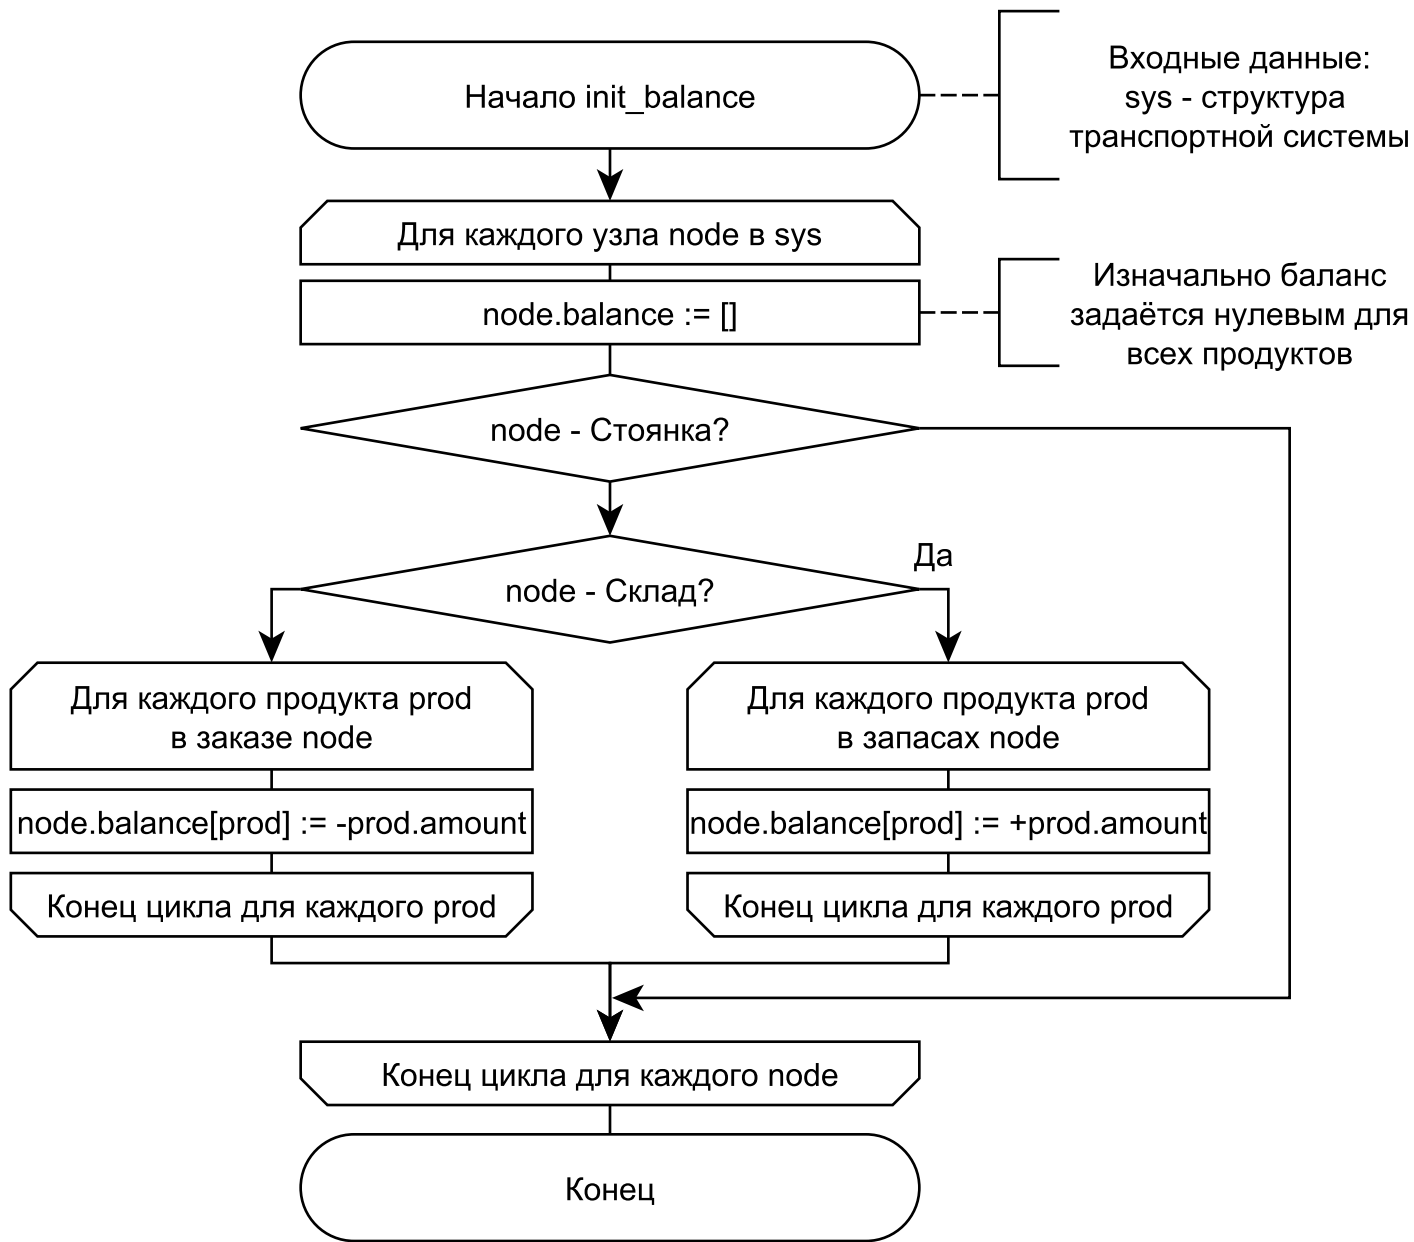 Начало init_balance
Входные данные:
sys - структура
транспортной системы
Для каждого узла node в sys
node.balance := []
Изначально баланс
задаётся нулевым для
всех продуктов
node - Стоянка?
node - Склад?
Да
Для каждого продукта prod
в заказе node
node.balance[prod] := -prod.amount
Конец цикла для каждого prod
Для каждого продукта prod
в запасах node
node.balance[prod] := +prod.amount
Конец цикла для каждого prod
Конец цикла для каждого node
Конец